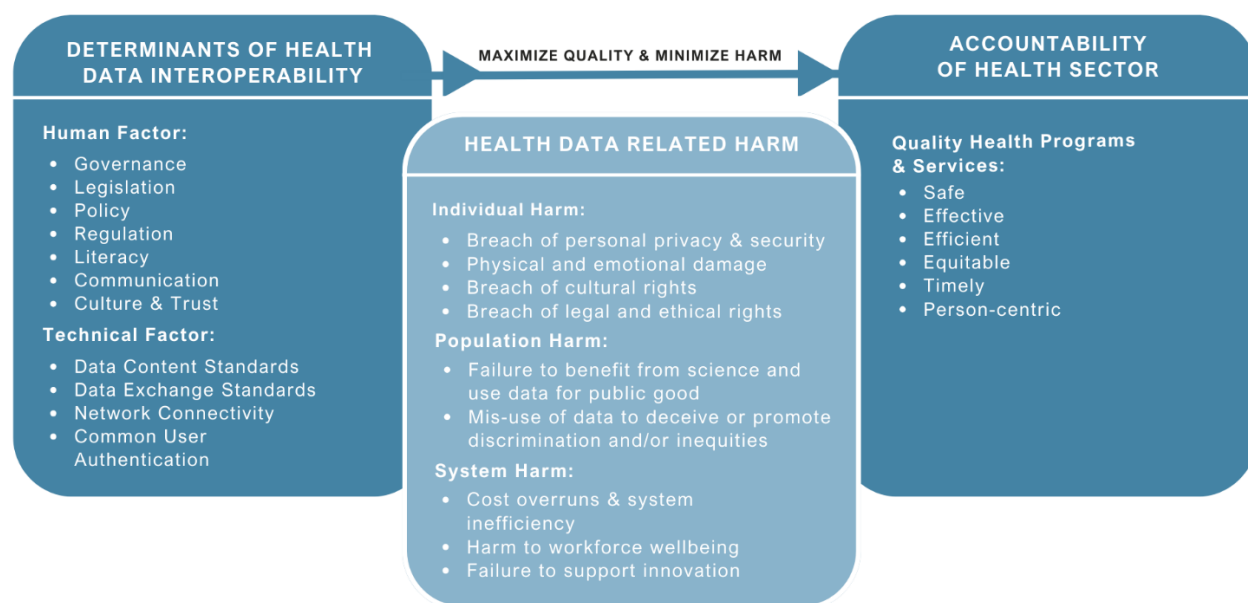 DETERMINANTS OF HEALTH
DATA INTEROPERABILITY
Human Factor:
• Governance
• Legislation
• Policy
• Regulation
• Literacy
• Communication
• Culture & Trust
Technical Factor:
• Data Content Standards
• Data Exchange Standards
• Network Connectivity
• Common User
Authentication
MAXIMIZE QUALITY & MINIMIZE HARM
HEALTH DATA RELATED HARM
Individual Harm:
• Breach of personal privacy & security
• Physical and emotional damage
• Breach of cultural rights
• Breach of legal and ethical rights
Population Harm:
• Failure to benefit from science and
use data for public good
• Mis-use of data to deceive or promote
discrimination and/or inequities
System Harm:
• Cost overruns & system
inefficiency
• Harm to workforce wellbeing
• Failure to support innovation
ACCOUNTABILITY
OF HEALTH SECTOR
Quality Health Programs
& Services:
• Safe
• Effective
• Efficient
• Equitable
• Timely
• Person-centric